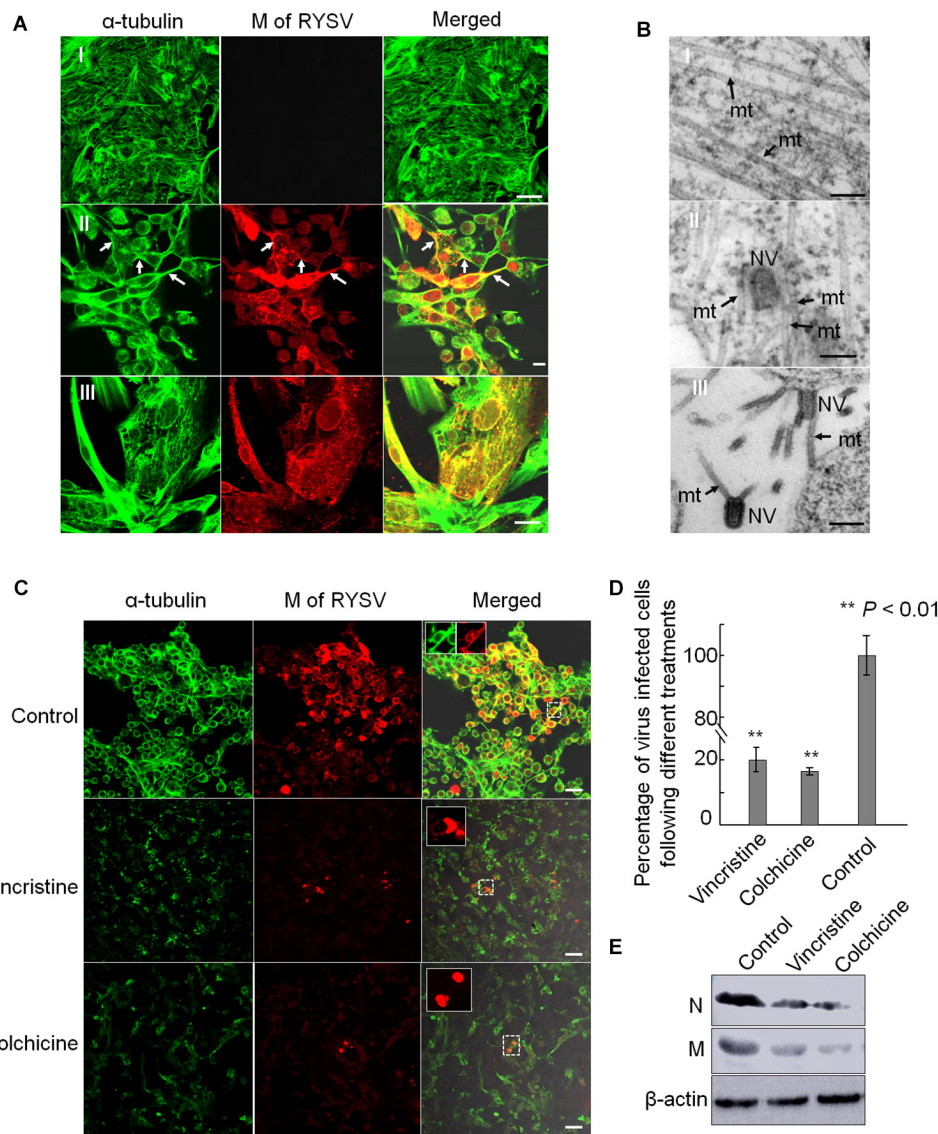 A
α-tubulin
M of RYSV
Merged
I
II
III
B
I
mt
mt
II
NV
mt
mt
mt
III
NV
mt
mt
NV
C
α-tubulin
M of RYSV
Merged
Control
ncristine
olchicine
D
** P < 0.01
Percentage of virus infected cells
following different treatments
100
80
20
0
**
**
Vincristine
Colchicine
Control
E
Control
Vincristine
Colchicine
N
M
β-actin